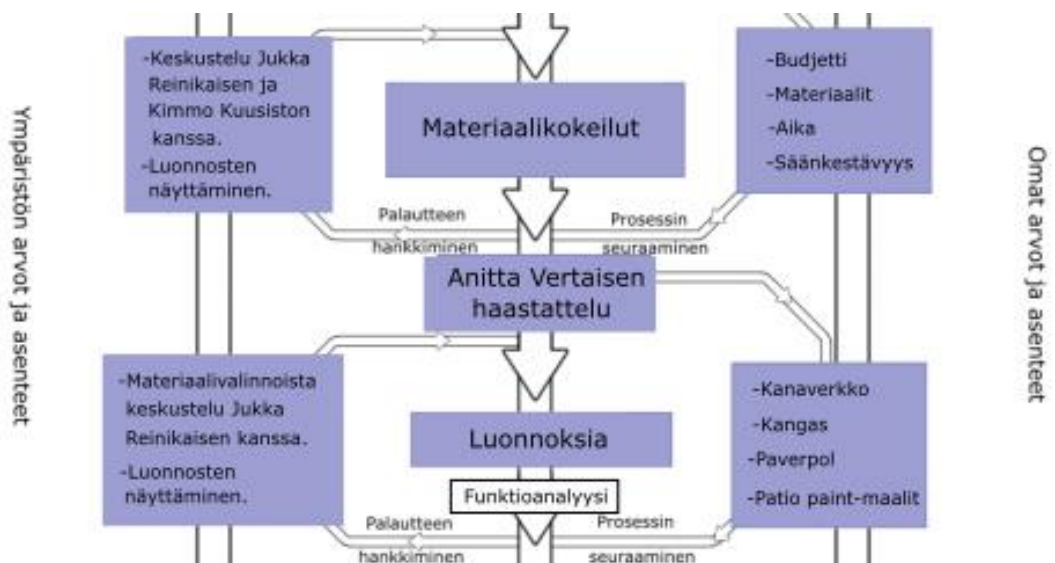 Ympäristön arvot ja asenteet
-Keskustelu Jukka
Reinikaisen ja
Kimmo Kuusiston
kanssa.
-Luonnosten
näyttäminen.
Materiaalikokeilut
-Budjetti
-Materiaalit
-Aika
-Säänkestävyys
Palautteen
hankkiminen
Prosessin
seuraaminen
Anitta Vertaisen
haastattelu
-Materiaalivalinnoista
keskustelu Jukka
Reinikaisen kanssa.
-Luonnosten
näyttäminen.
Luonnoksia
Funktioanalyysi
-Kanaverkko
-Kangas
-Paverpol
-Patio paint-maalit
Palautteen
hankkiminen
Prosessin
seuraaminen
Omat arvot ja asenteet